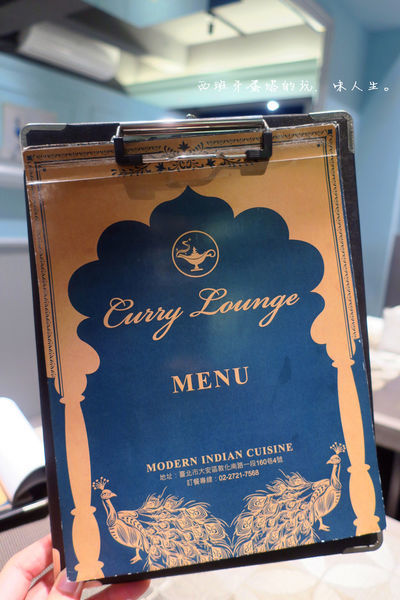 西班牙蛋塔的玩．味人生。
Curry Lounge
MENU
MODERN INDIAN CUISINE
地址：臺北市大安區敦化南路一段160巷4號
訂餐專線：02-2721-7568